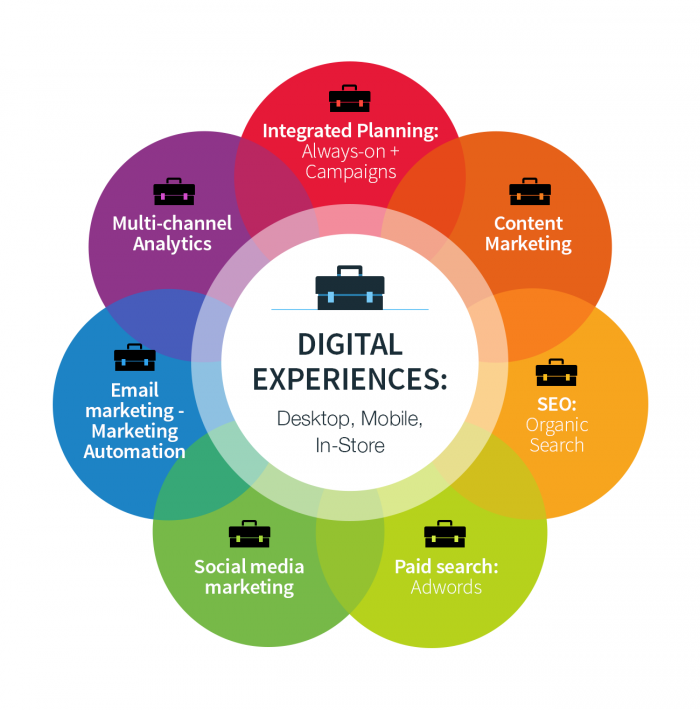 Integrated Planning:
Always-on +
Campaigns
Content
Marketing
SEO:
Organic
Search
Paid search:
Adwords
Social media
marketing
Email
marketing -
Marketing
Automation
Multi-channel
Analytics
DIGITAL
EXPERIENCES:
Desktop, Mobile,
In-Store